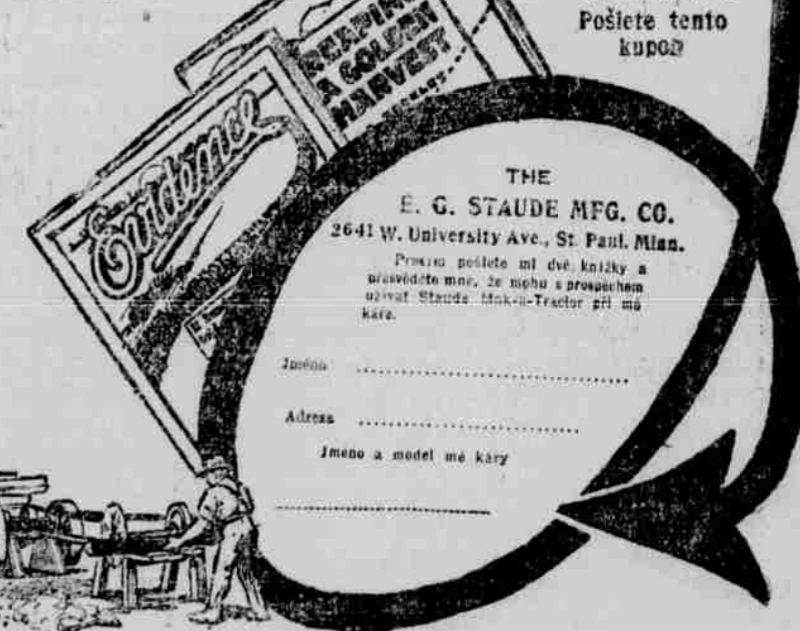 Pošlete tento
kupon
REAPING
A GOLDEN
HARVEST
Evidence
THE
E. G. STAUDE MFG. CO.
2641 W. University Ave., St. Paul. Minn.
Prosím pošlete mi dvě knížky a
přesvědčte mne, že mohu s prospěchem
užívat Staude Mak-a-Tractor při mé
káře.
Jméno
Adresa
Jméno a model mé káry